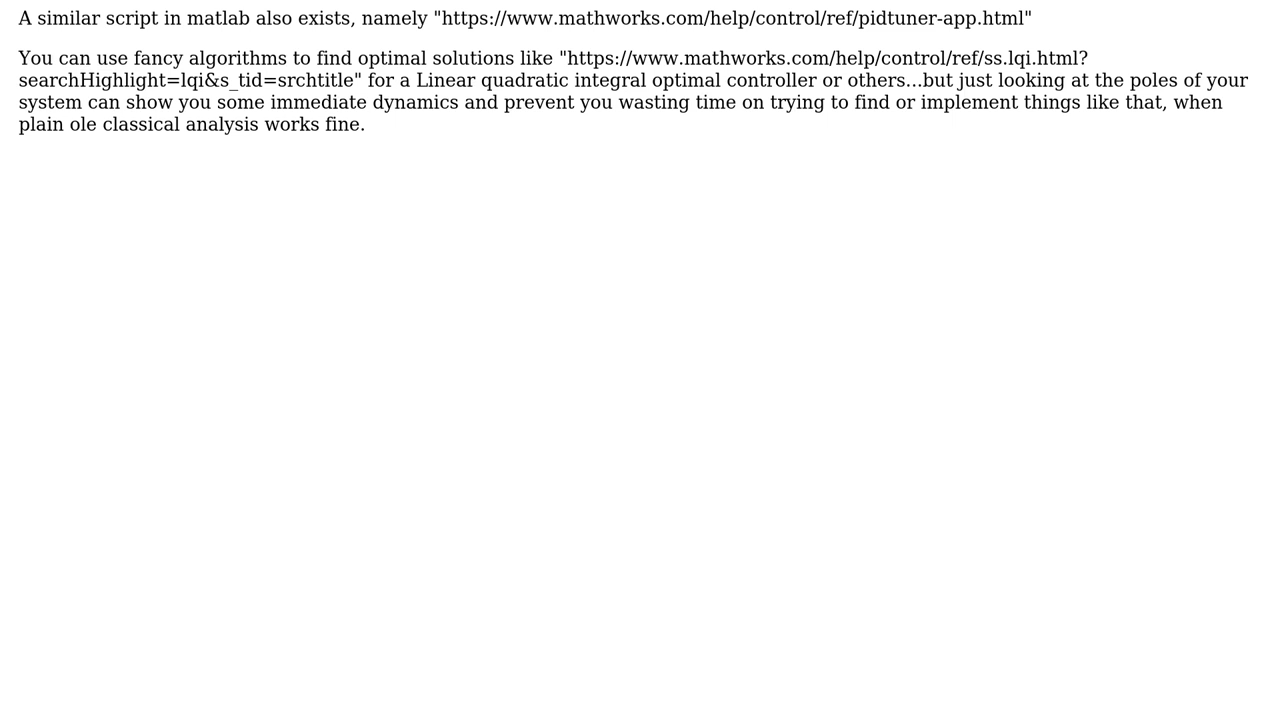 A similar script in matlab also exists, namely "https://www.mathworks.com/help/control/ref/pidtuner-app.html"
You can use fancy algorithms to find optimal solutions like "https://www.mathworks.com/help/control/ref/ss.lqi.html?
searchHighlight=lqi&s_tid=srchtitle" for a Linear quadratic integral optimal controller or others...but just looking at the poles of your
system can show you some immediate dynamics and prevent you wasting time on trying to find or implement things like that, when
plain ole classical analysis works fine.